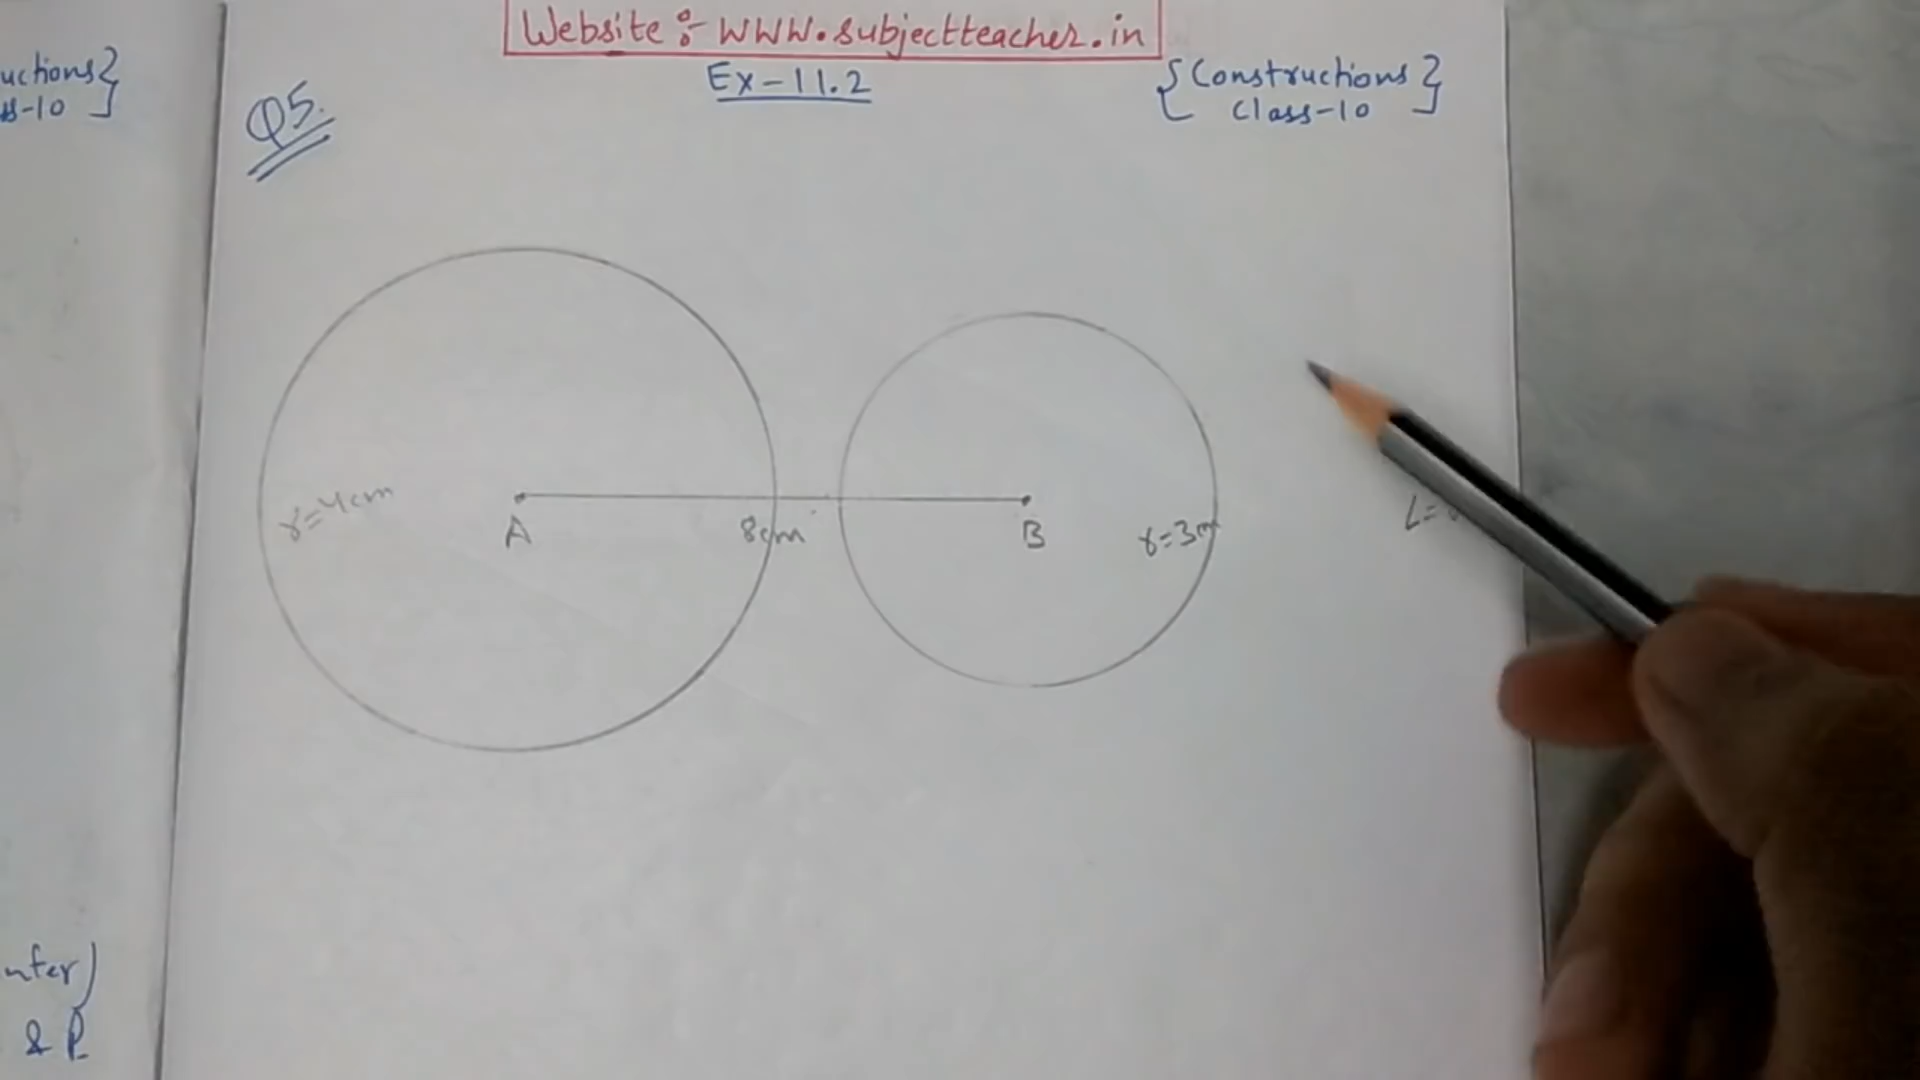 Website :- www.subjectteacher.in
Ex-11.2
{Constructions}
Class-10
uctions}
s-10
Q5.
r=4cm
A
8cm
B
r=3cm
L=
nter)
& P